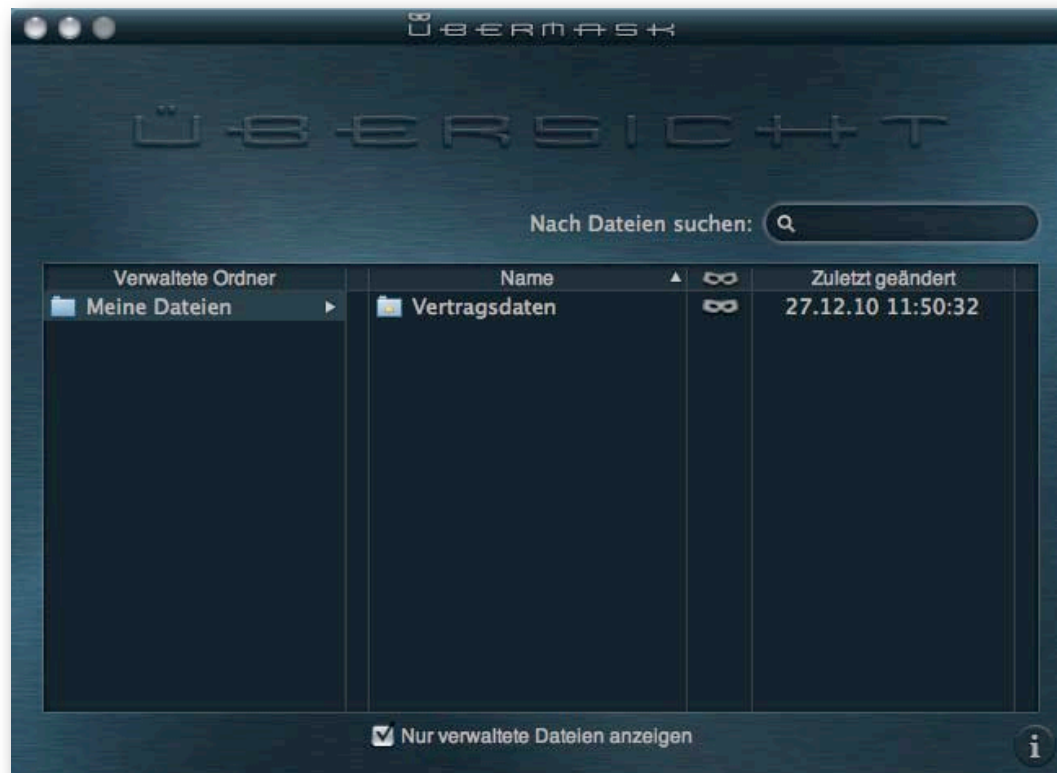 ÜBERMASK
ÜBERSICHT
Nach Dateien suchen:
Verwaltete Ordner Name Zuletzt geändert
Meine Dateien Vertragsdaten 27.12.10 11:50:32
Nur verwaltete Dateien anzeigen
i